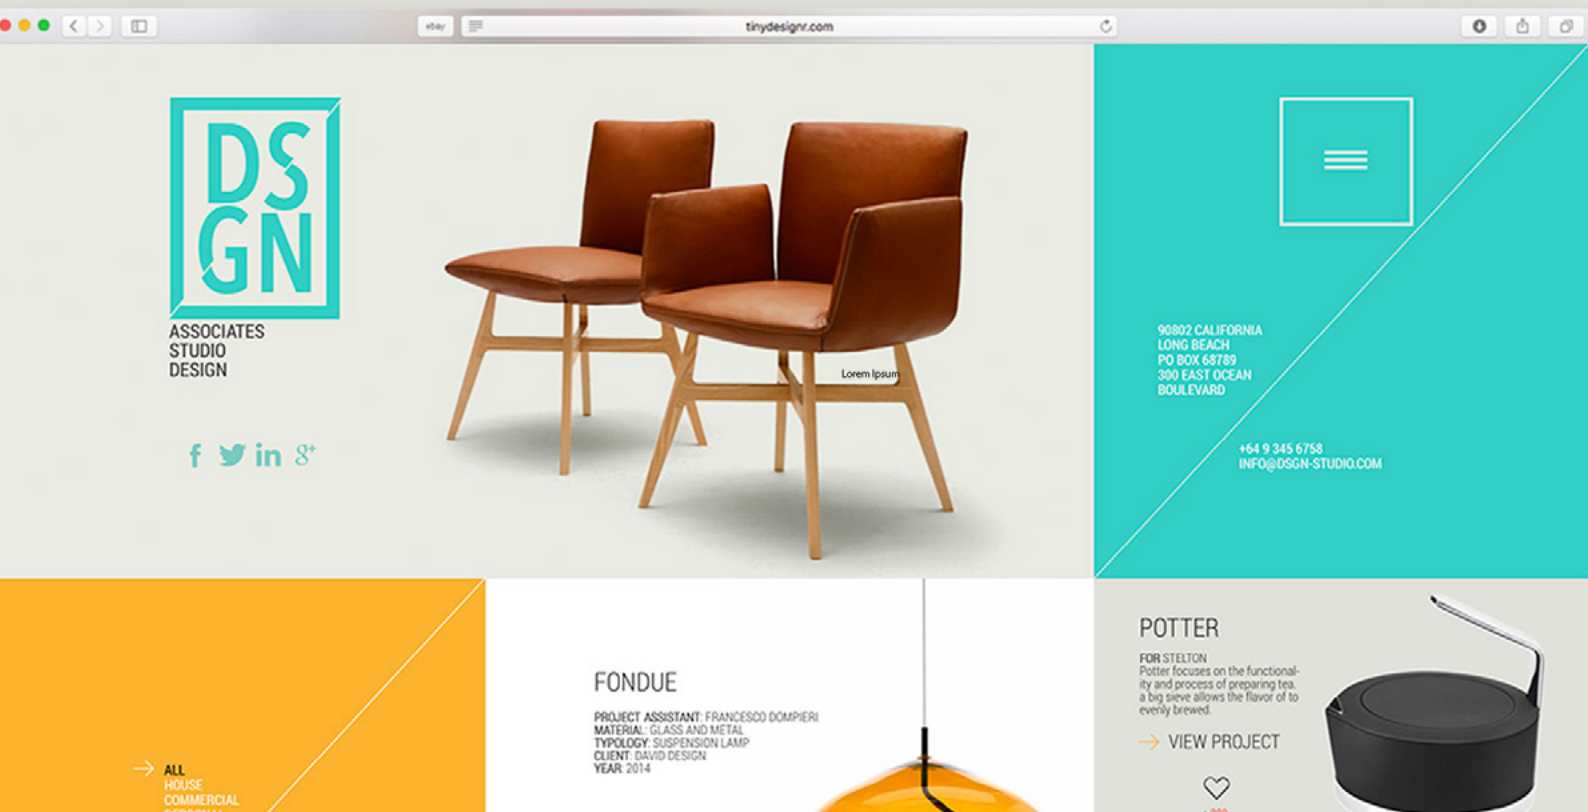 ebay
tinydesignr.com
DS
GN
ASSOCIATES
STUDIO
DESIGN
f in g+
Lorem Ipsum
90802 CALIFORNIA
LONG BEACH
PO BOX 68789
300 EAST OCEAN
BOULEVARD
+64 9 345 6758
INFO@DSGN-STUDIO.COM
ALL
HOUSE
COMMERCIAL
FONDUE
PROJECT ASSISTANT: FRANCESCO DOMPIERI
MATERIAL: GLASS AND METAL
TYPOLOGY: SUSPENSION LAMP
CLIENT: DAVID DESIGN
YEAR: 2014
POTTER
FOR STELTON
Potter focuses on the functional-
ity and process of preparing tea.
a big sieve allows the flavor of to
evenly brewed.
VIEW PROJECT